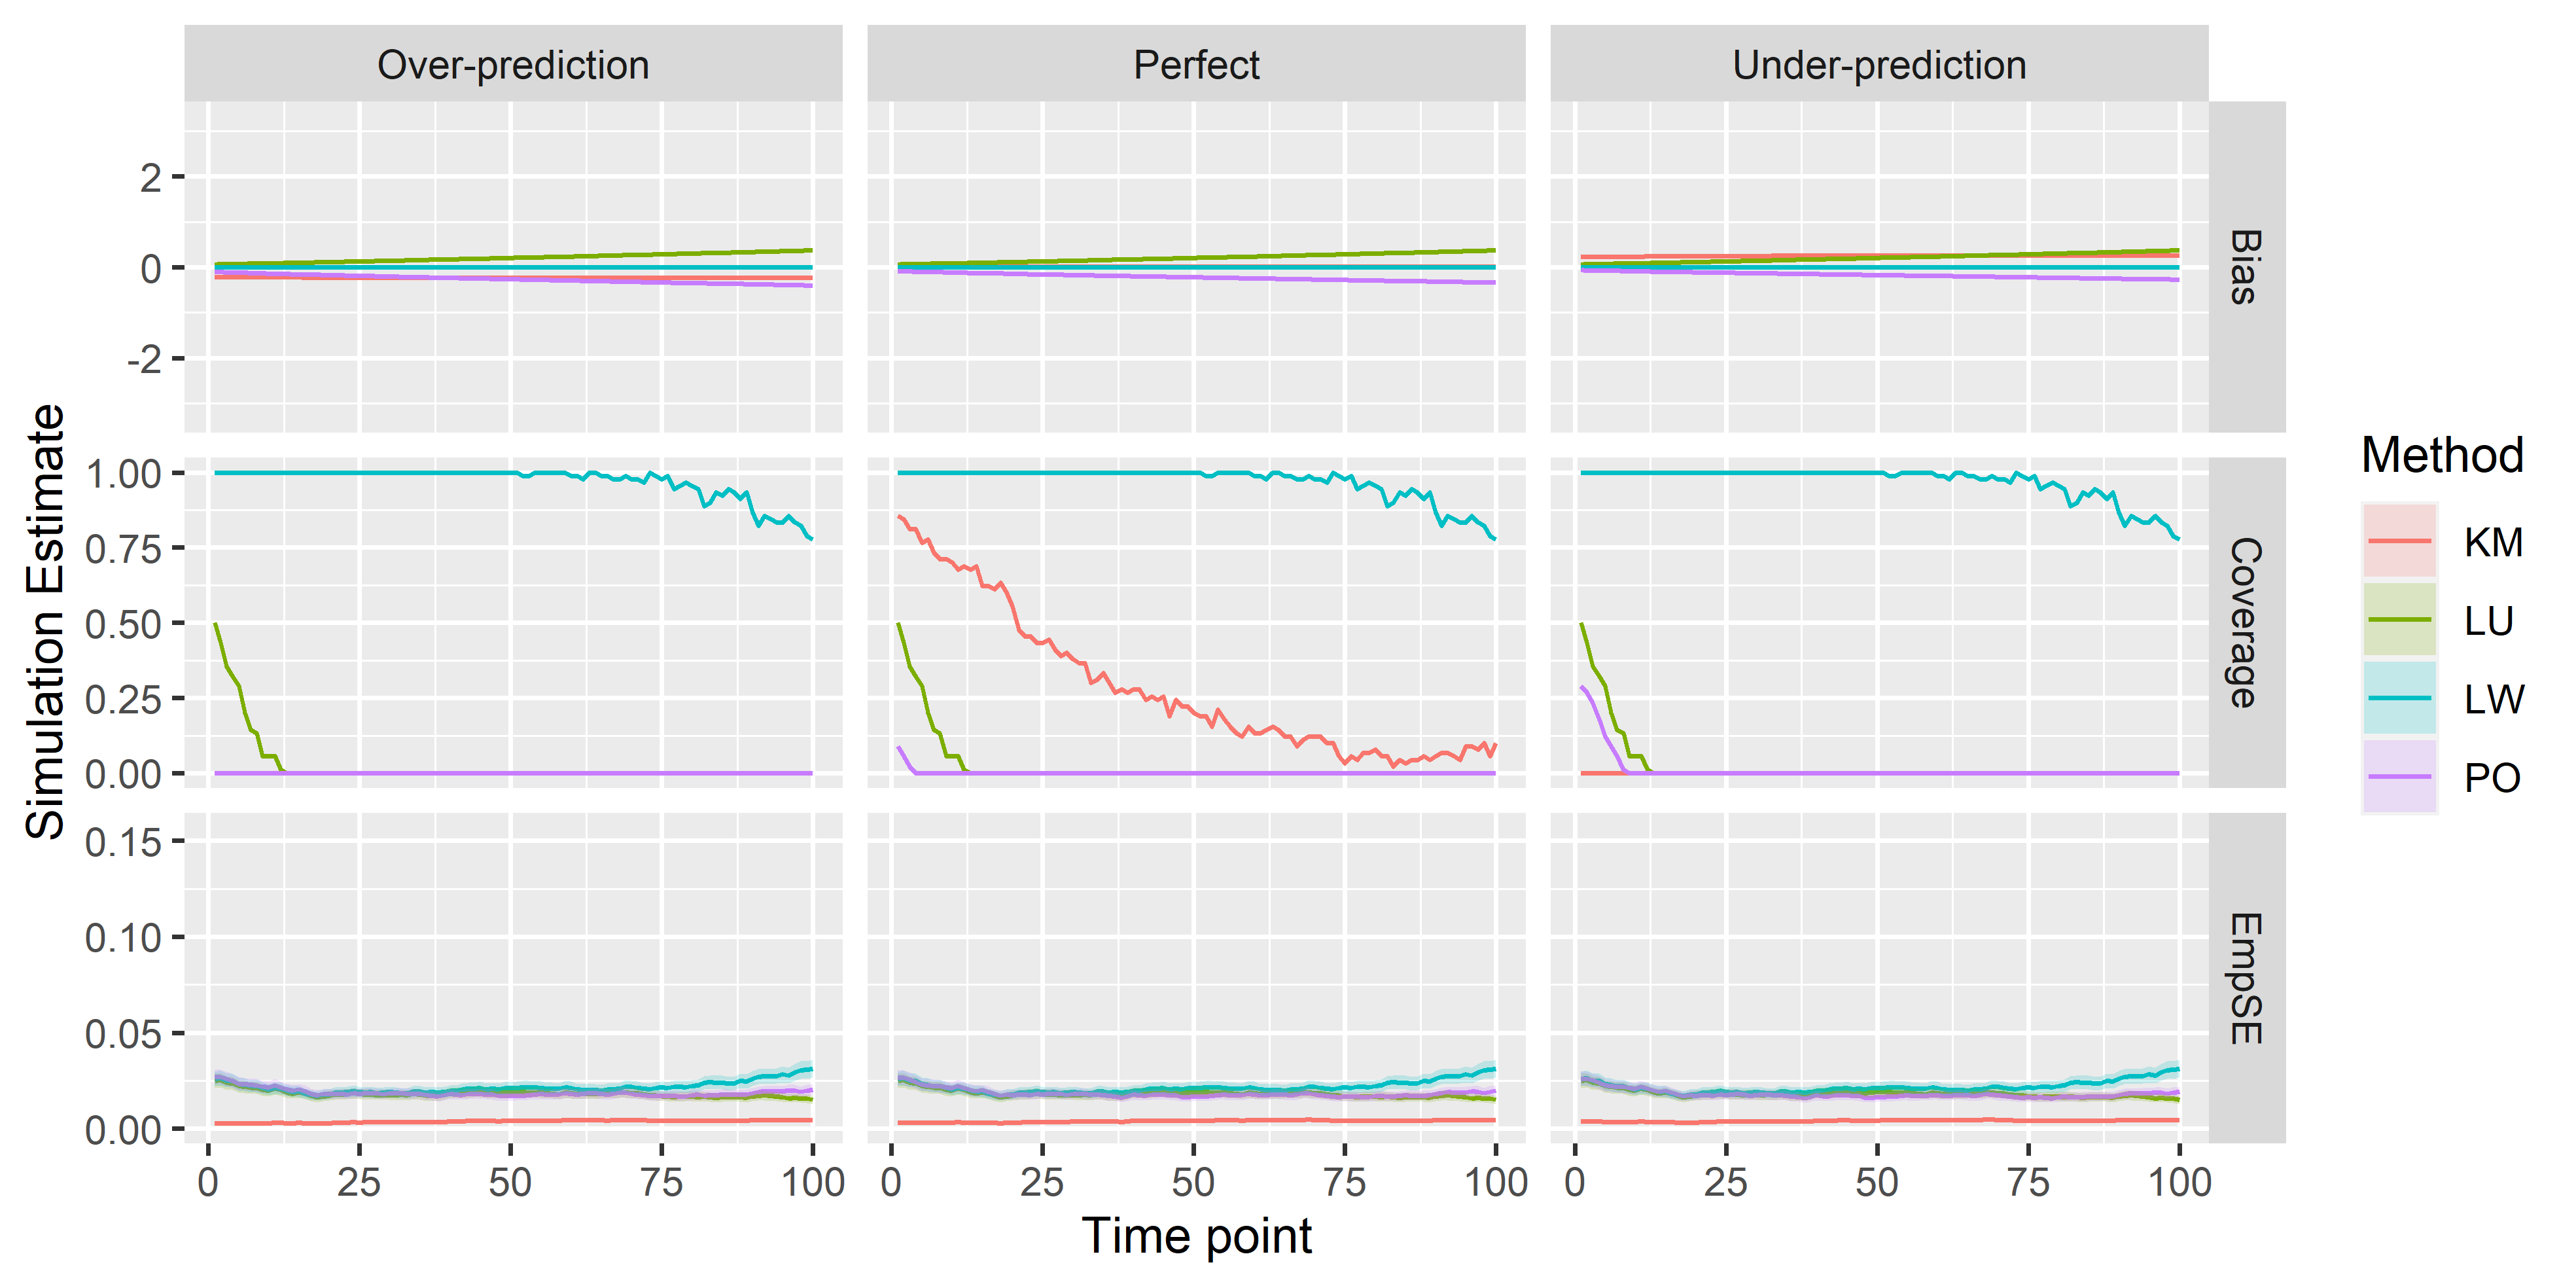 Over-prediction Perfect Under-prediction
2
0
-2
Bias
1.00
0.75
0.50
0.25
0.00
Coverage
0.15
0.10
0.05
0.00
EmpSE
0 25 50 75 100 0 25 50 75 100 0 25 50 75 100
Time point
Simulation Estimate
Method
KM
LU
LW
PO